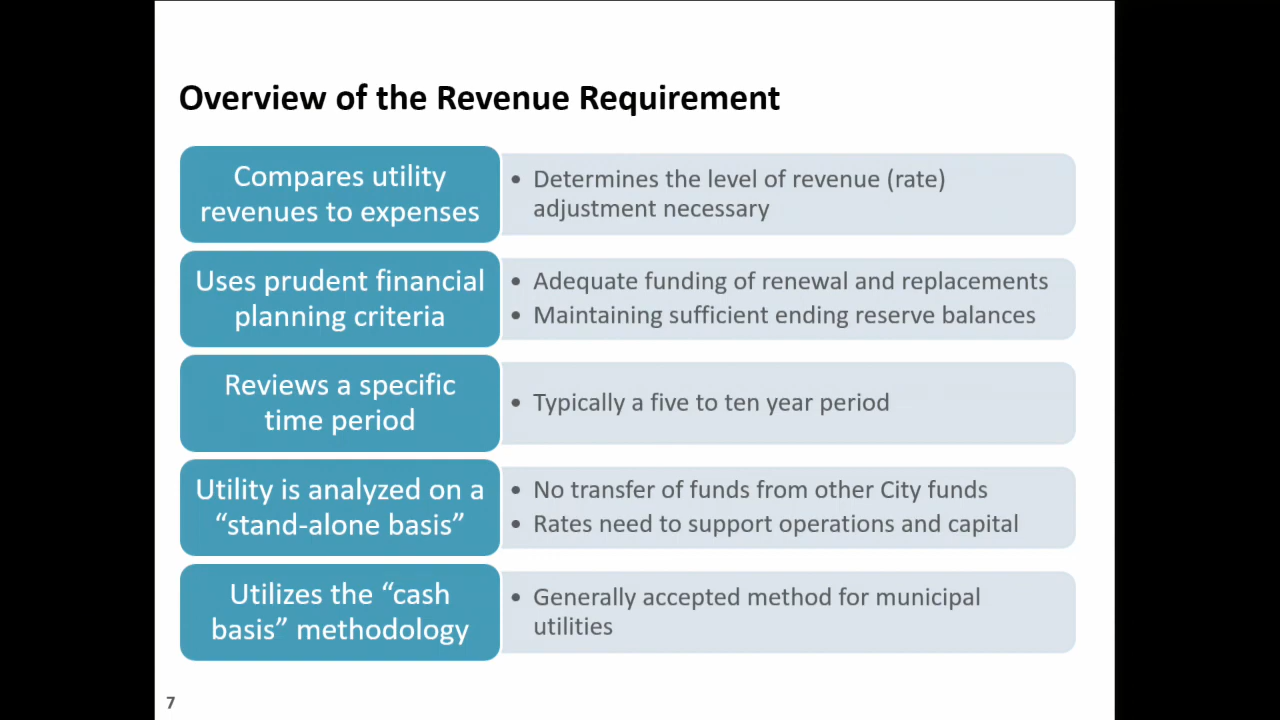 Overview of the Revenue Requirement
Compares utility
revenues to expenses
• Determines the level of revenue (rate)
adjustment necessary
Uses prudent financial
planning criteria
• Adequate funding of renewal and replacements
• Maintaining sufficient ending reserve balances
Reviews a specific
time period
• Typically a five to ten year period
Utility is analyzed on a
“stand-alone basis”
• No transfer of funds from other City funds
• Rates need to support operations and capital
Utilizes the “cash
basis” methodology
• Generally accepted method for municipal
utilities
7